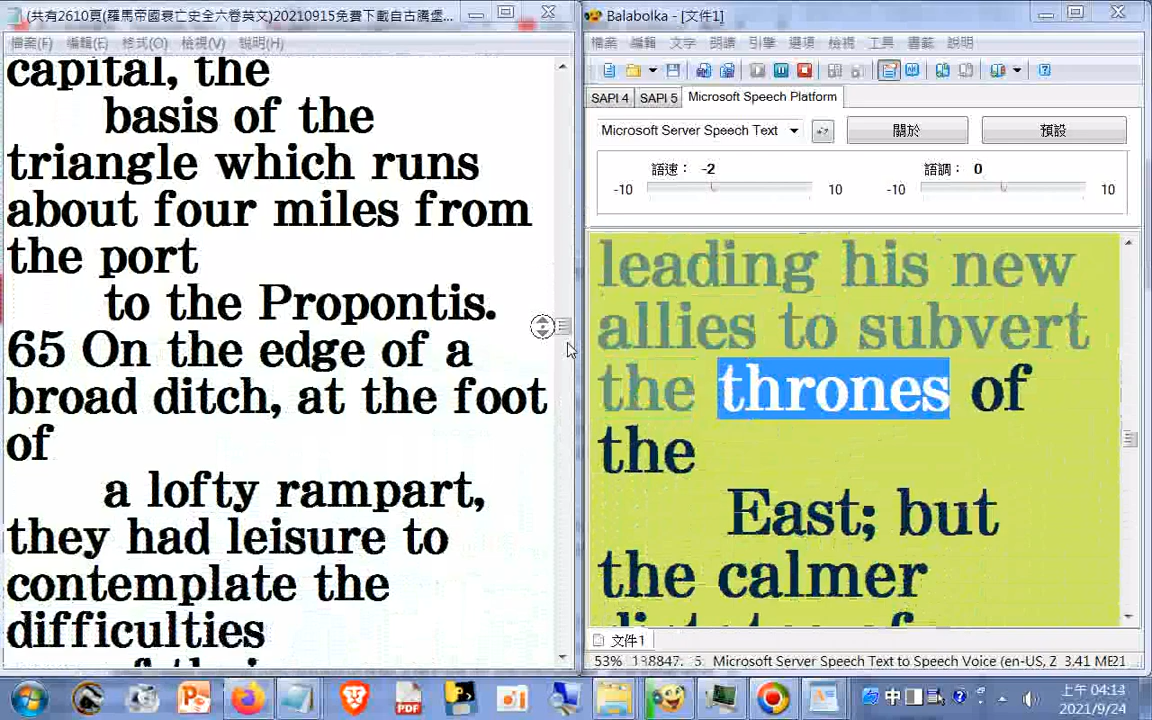 (共有2610頁(羅馬帝國衰亡史全六卷英文)20210915免費下載自古騰堡...
檔案(F) 編輯(E) 格式(O) 檢視(V) 說明(H)
capital, the
basis of the
triangle which runs
about four miles from
the port
to the Propontis.
65 On the edge of a
broad ditch, at the foot
of
a lofty rampart,
they had leisure to
contemplate the
difficulties
Balabolka - [文件1]
檔案 編輯 文字 朗讀 引擎 選項 檢視 工具 書籤 說明
SAPI 4 SAPI 5 Microsoft Speech Platform
Microsoft Server Speech Text 關於 預設
語速： -2 語調： 0
-10 10 -10 10
leading his new
allies to subvert
the thrones of
the
East; but
the calmer
文件1
53% Microsoft Server Speech Text to Speech Voice (en-US, Z
中
上午 04:14
2021/9/24